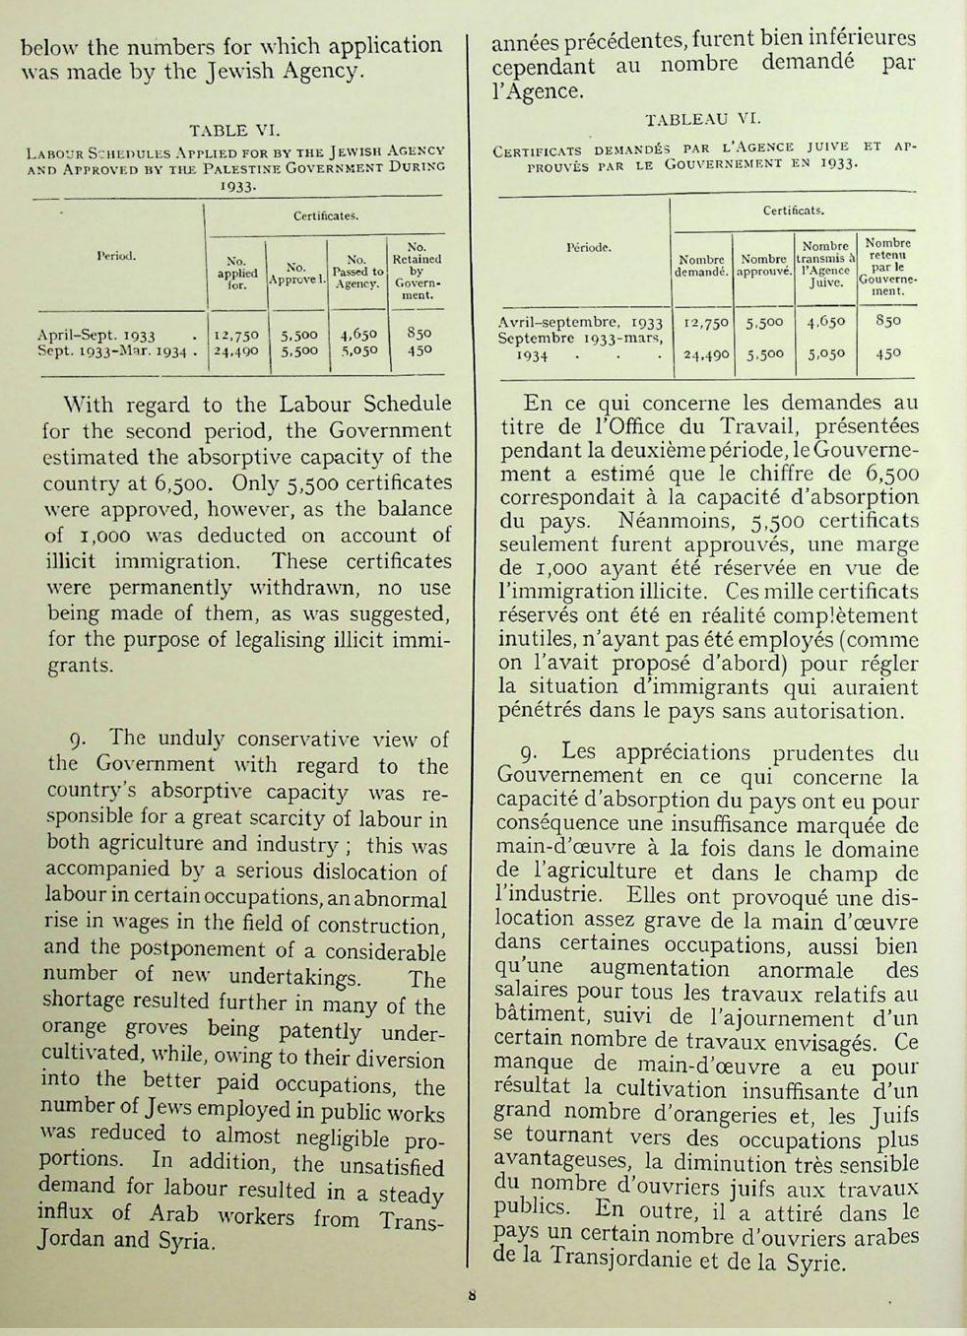 below the numbers for which application
was made by the Jewish Agency.
TABLE VI.
Labour Schedules Applied for by the Jewish Agency
and Approved by the Palestine Government During
1933.
Period.
Certificates.
No. applied for.
No. Approved.
No. Passed to Agency.
No. Retained by Government.
April–Sept. 1933 . 12,750 5,500 4,650 850
Sept. 1933–Mar. 1934 . 24,490 5,500 5,050 450
With regard to the Labour Schedule
for the second period, the Government
estimated the absorptive capacity of the
country at 6,500. Only 5,500 certificates
were approved, however, as the balance
of 1,000 was deducted on account of
illicit immigration. These certificates
were permanently withdrawn, no use
being made of them, as was suggested,
for the purpose of legalising illicit immi-
grants.
9. The unduly conservative view of
the Government with regard to the
country's absorptive capacity was re-
sponsible for a great scarcity of labour in
both agriculture and industry ; this was
accompanied by a serious dislocation of
labour in certain occupations, an abnormal
rise in wages in the field of construction,
and the postponement of a considerable
number of new undertakings. The
shortage resulted further in many of the
orange groves being patently under-
cultivated, while, owing to their diversion
into the better paid occupations, the
number of Jews employed in public works
was reduced to almost negligible pro-
portions. In addition, the unsatisfied
demand for labour resulted in a steady
influx of Arab workers from Trans-
Jordan and Syria.
années précédentes, furent bien inférieures
cependant au nombre demandé par
l'Agence.
TABLEAU VI.
Certificats demandés par l'Agence juive et ap-
prouvés par le Gouvernement en 1933.
Période.
Certificats.
Nombre demandé.
Nombre approuvé.
Nombre transmis à l'Agence Juive.
Nombre retenu par le Gouvernement.
Avril–septembre, 1933 12,750 5,500 4,650 850
Septembre 1933–mars,
1934 . . . 24,490 5,500 5,050 450
En ce qui concerne les demandes au
titre de l'Office du Travail, présentées
pendant la deuxième période, le Gouverne-
ment a estimé que le chiffre de 6,500
correspondait à la capacité d'absorption
du pays. Néanmoins, 5,500 certificats
seulement furent approuvés, une marge
de 1,000 ayant été réservée en vue de
l'immigration illicite. Ces mille certificats
réservés ont été en réalité complètement
inutiles, n'ayant pas été employés (comme
on l'avait proposé d'abord) pour régler
la situation d'immigrants qui auraient
pénétrés dans le pays sans autorisation.
9. Les appréciations prudentes du
Gouvernement en ce qui concerne la
capacité d'absorption du pays ont eu pour
conséquence une insuffisance marquée de
main-d'œuvre à la fois dans le domaine
de l'agriculture et dans le champ de
l'industrie. Elles ont provoqué une dis-
location assez grave de la main d'œuvre
dans certaines occupations, aussi bien
qu'une augmentation anormale des
salaires pour tous les travaux relatifs au
bâtiment, suivi de l'ajournement d'un
certain nombre de travaux envisagés. Ce
manque de main-d'œuvre a eu pour
résultat la cultivation insuffisante d'un
grand nombre d'orangeries et, les Juifs
se tournant vers des occupations plus
avantageuses, la diminution très sensible
du nombre d'ouvriers juifs aux travaux
publics. En outre, il a attiré dans le
pays un certain nombre d'ouvriers arabes
de la Transjordanie et de la Syrie.
8